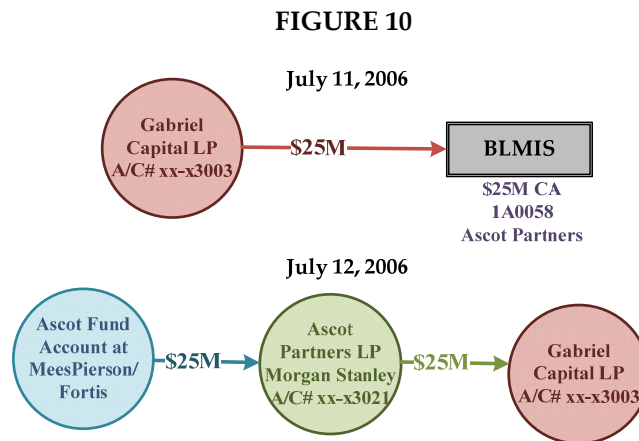 FIGURE 10
July 11, 2006
Gabriel
Capital LP
A/C# xx-x3003
$25M
BLMIS
$25M CA
1A0058
Ascot Partners
July 12, 2006
Ascot Fund
Account at
MeesPierson/
Fortis
$25M
Ascot
Partners LP
Morgan Stanley
A/C# xx-x3021
$25M
Gabriel
Capital LP
A/C# xx-x3003